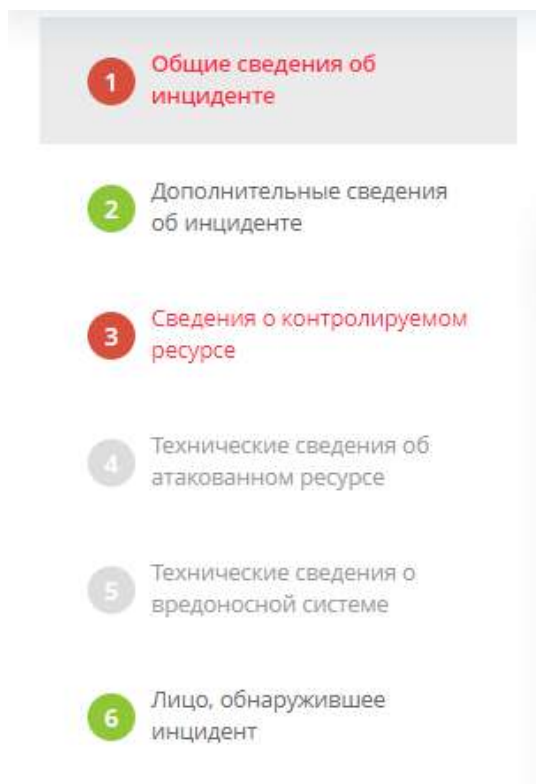 1
Общие сведения об
инциденте
2
Дополнительные сведения
об инциденте
3
Сведения о контролируемом
ресурсе
4
Технические сведения об
атакованном ресурсе
5
Технические сведения о
вредоносной системе
6
Лицо, обнаружившее
инцидент